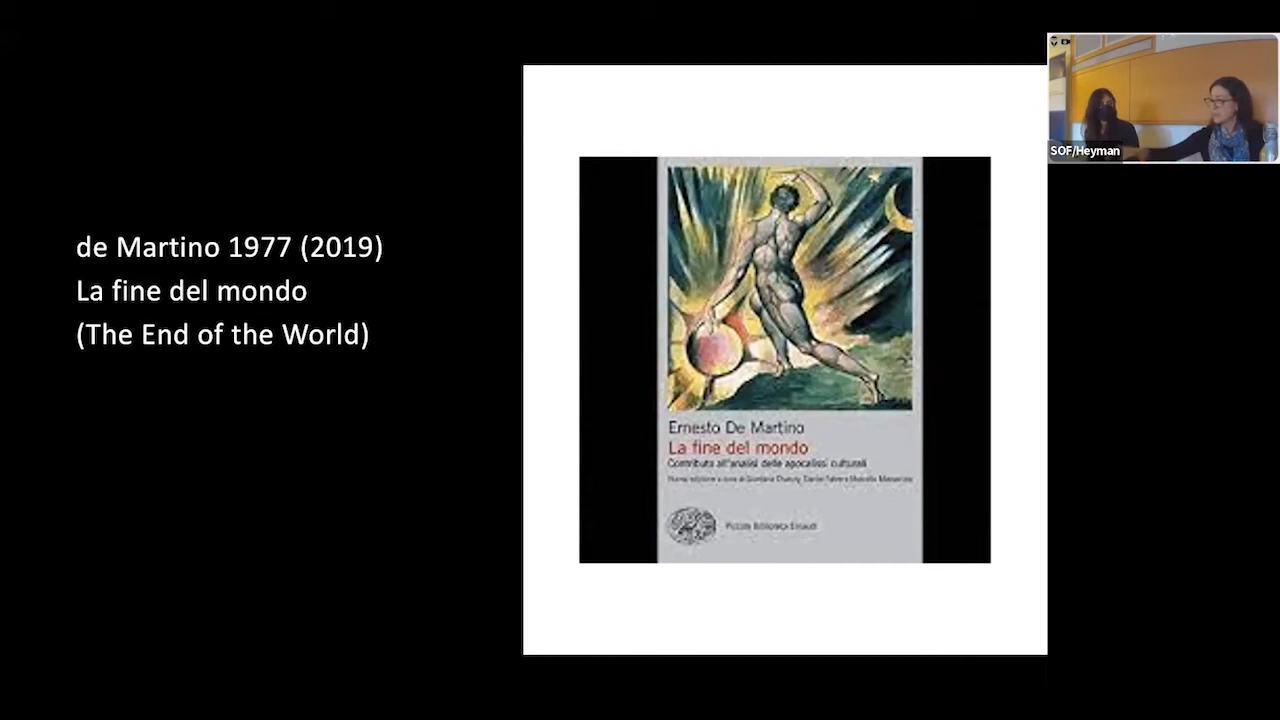 de Martino 1977 (2019)
La fine del mondo
(The End of the World)
Ernesto De Martino
La fine del mondo
Contributo all'analisi delle apocalissi culturali
Piccola Biblioteca Einaudi
SOF/Heyman